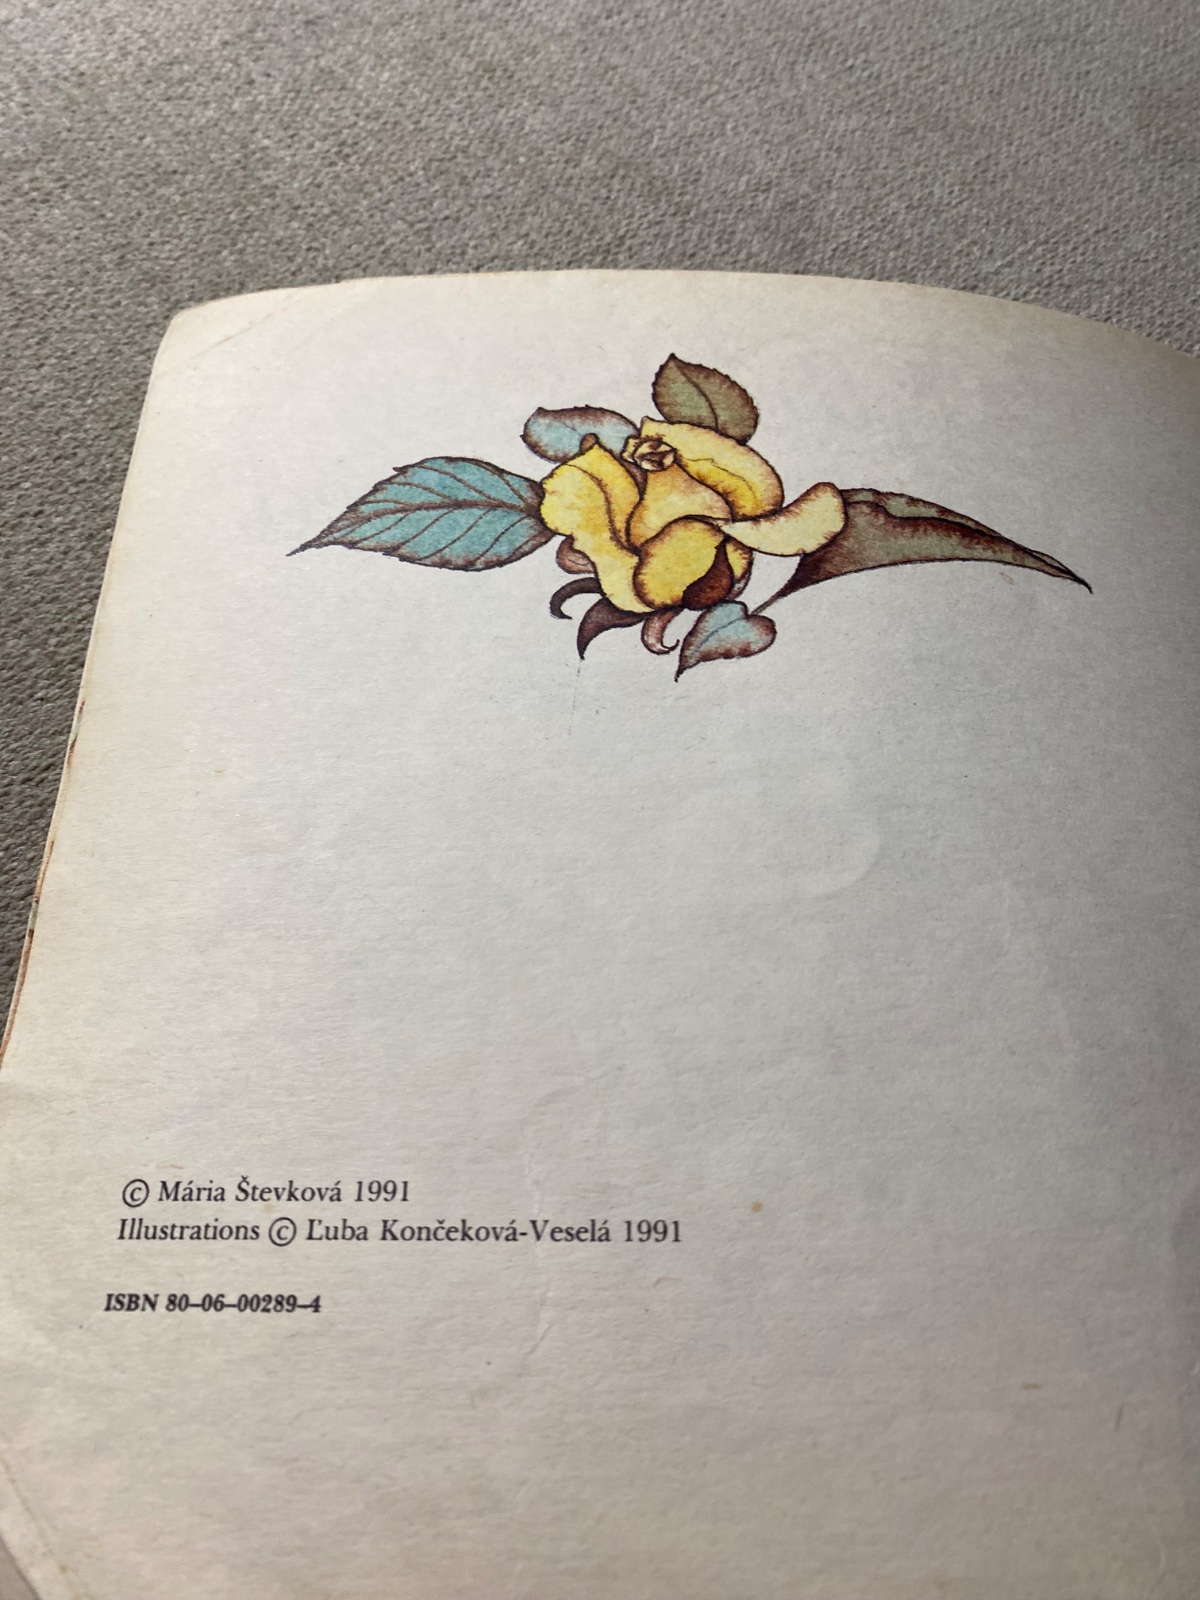 © Mária Števková 1991
Illustrations © Ľuba Končeková-Veselá 1991
ISBN 80–06–00289–4